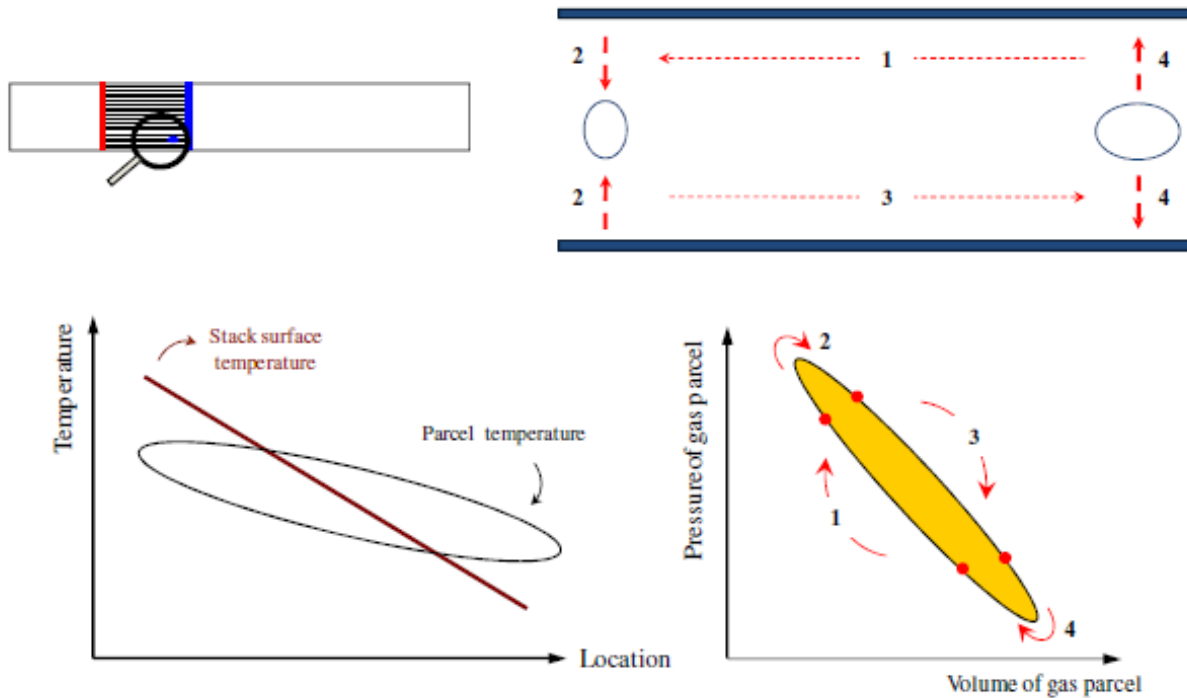 2
1
4
2
3
4
Temperature
Stack surface
temperature
Parcel temperature
Location
Pressure of gas parcel
2
3
1
4
Volume of gas parcel